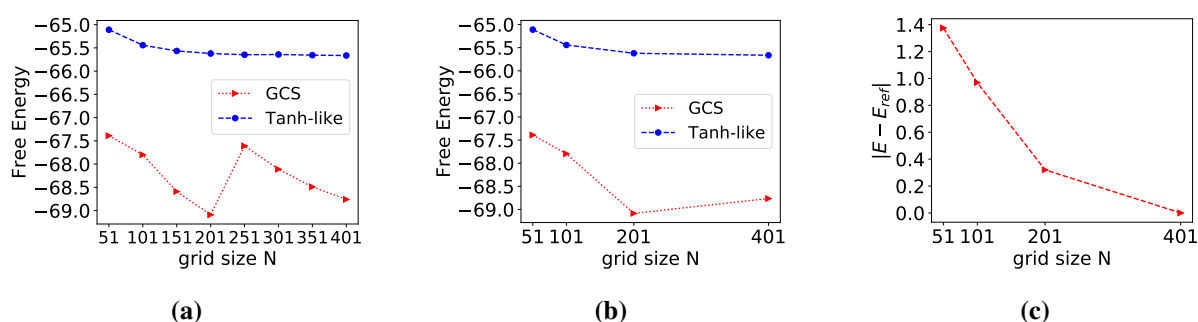 −65.0
−65.5
−66.0
−66.5
−67.0
−67.5
−68.0
−68.5
−69.0
Free Energy
GCS
Tanh-like
51 101 151 201 251 301 351 401
grid size N
(a)
−65.0
−65.5
−66.0
−66.5
−67.0
−67.5
−68.0
−68.5
−69.0
Free Energy
GCS
Tanh-like
51 101 201 401
grid size N
(b)
1.4
1.2
1.0
0.8
0.6
0.4
0.2
0.0
|E − E_ref|
51 101 201 401
grid size N
(c)